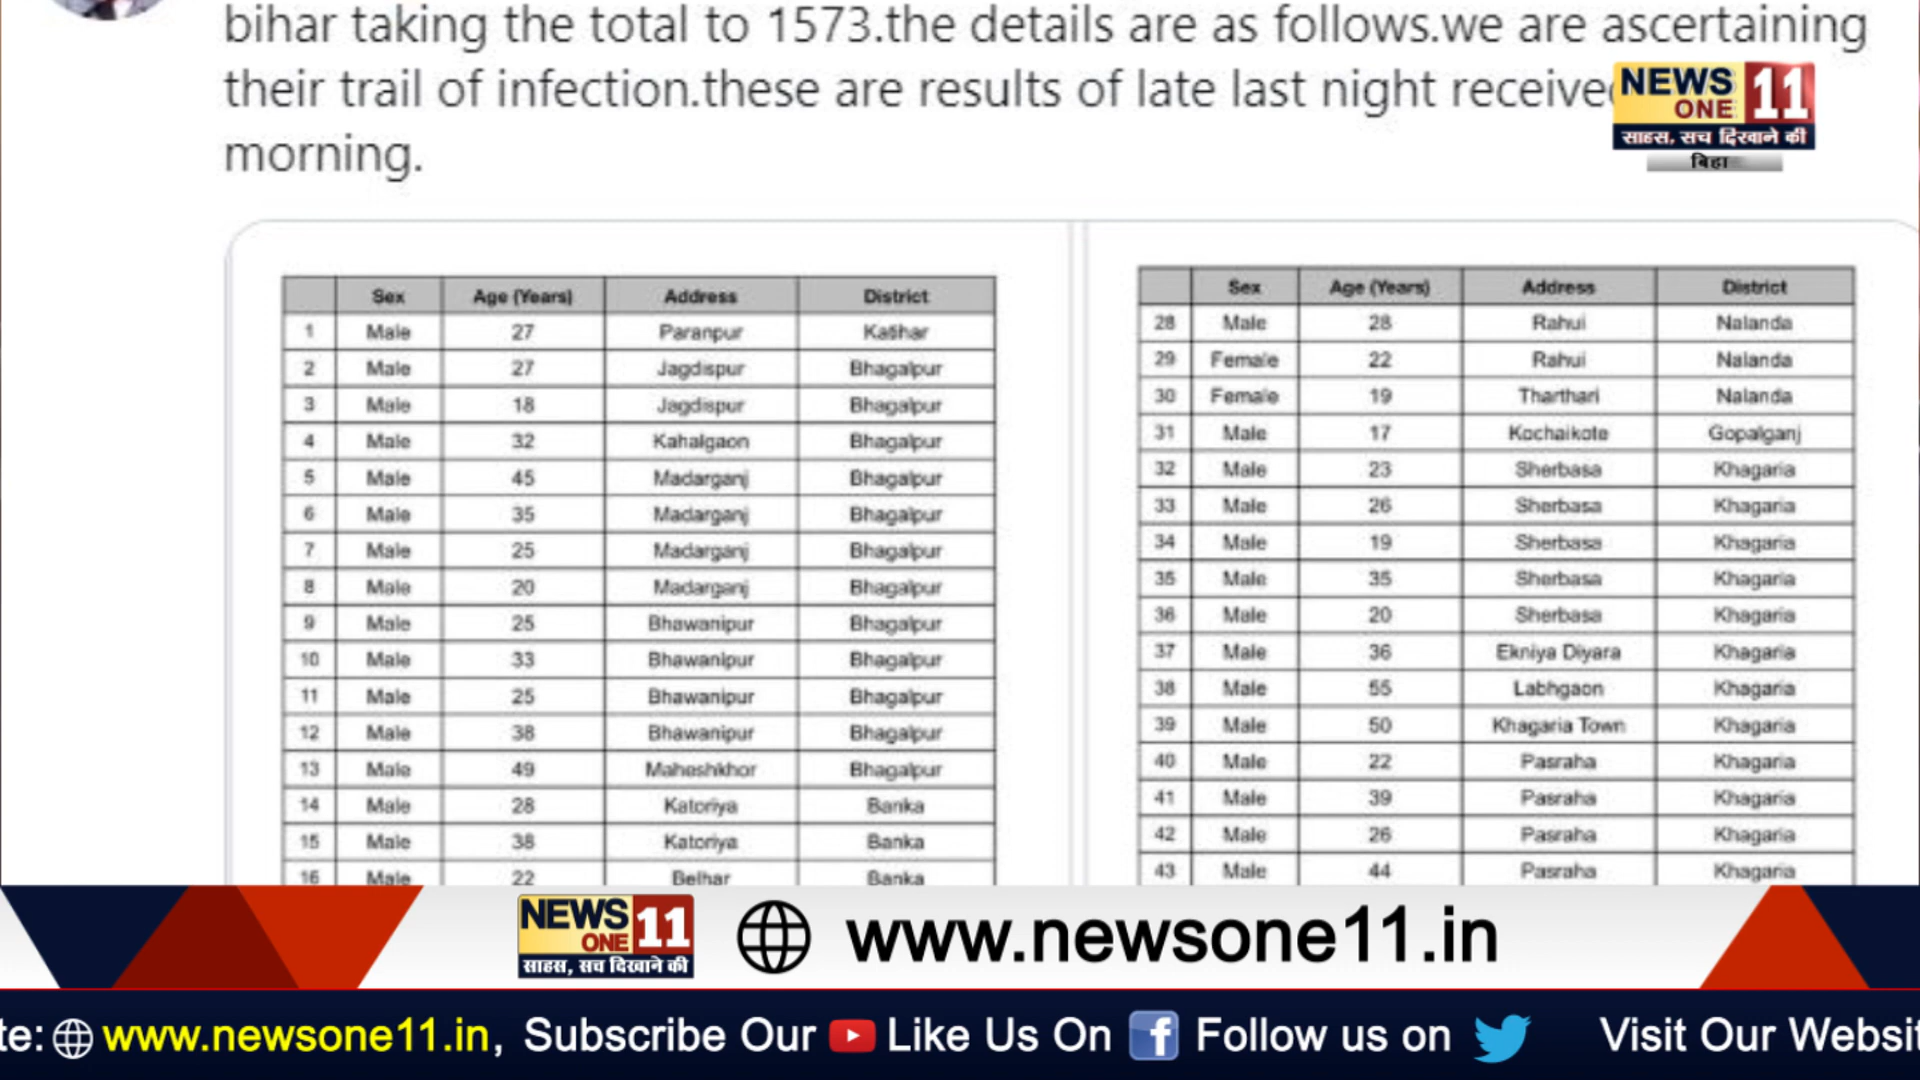 bihar taking the total to 1573.the details are as follows.we are ascertaining
their trail of infection.these are results of late last night
morning.
NEWS
ONE 11
साहस, सच दिखाने की
बिहा
Sex Age (Years) Address District
1 Male 27 Paranpur Katihar
2 Male 27 Jagdispur Bhagalpur
3 Male 18 Jagdispur Bhagalpur
4 Male 32 Kahalgaon Bhagalpur
5 Male 45 Madarganj Bhagalpur
6 Male 35 Madarganj Bhagalpur
7 Male 25 Madarganj Bhagalpur
8 Male 20 Madarganj Bhagalpur
9 Male 25 Bhawanipur Bhagalpur
10 Male 33 Bhawanipur Bhagalpur
11 Male 25 Bhawanipur Bhagalpur
12 Male 38 Bhawanipur Bhagalpur
13 Male 49 Maheshkhor Bhagalpur
14 Male 28 Katoriya Banka
15 Male 38 Katoriya Banka
16 Male 22 Belhar Banka
Sex Age (Years) Address District
28 Male 28 Rahui Nalanda
29 Female 22 Rahui Nalanda
30 Female 19 Tharthari Nalanda
31 Male 17 Kochaikote Gopalganj
32 Male 23 Sherbasa Khagaria
33 Male 26 Sherbasa Khagaria
34 Male 19 Sherbasa Khagaria
35 Male 35 Sherbasa Khagaria
36 Male 20 Sherbasa Khagaria
37 Male 36 Ekniya Diyara Khagaria
38 Male 55 Labhgaon Khagaria
39 Male 50 Khagaria Town Khagaria
40 Male 22 Pasraha Khagaria
41 Male 39 Pasraha Khagaria
42 Male 26 Pasraha Khagaria
43 Male 44 Pasraha Khagaria
NEWS
ONE 11
साहस, सच दिखाने की
www.newsone11.in
te: www.newsone11.in, Subscribe Our Like Us On Follow us on Visit Our Websit